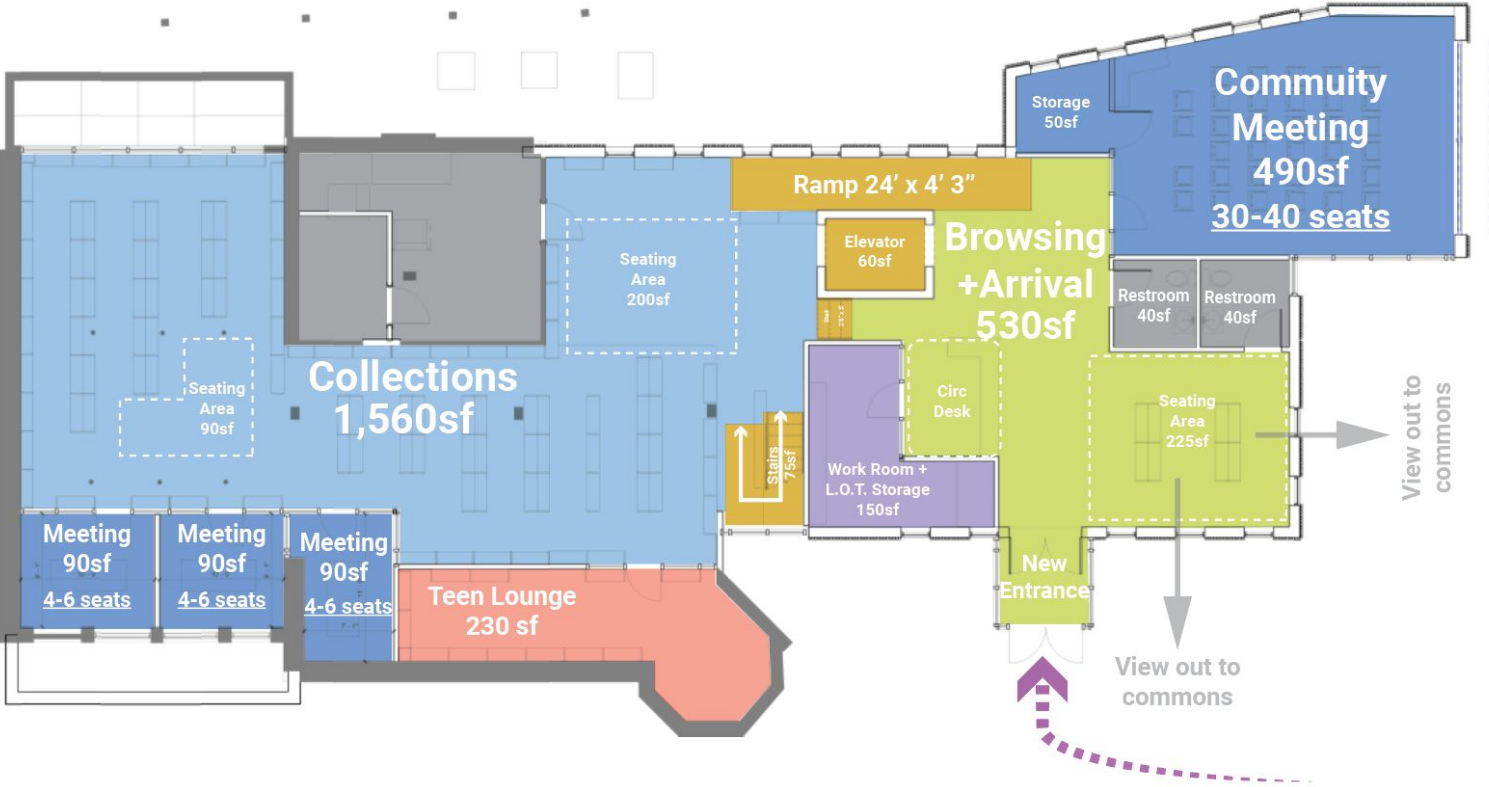 Commuity
Meeting
490sf
30-40 seats
Storage
50sf
Ramp 24’ x 4’ 3”
Elevator
60sf
Browsing
+Arrival
530sf
Restroom
40sf
Restroom
40sf
Seating
Area
200sf
Collections
1,560sf
Seating
Area
90sf
Circ
Desk
Seating
Area
225sf
View out to
commons
Stairs
75sf
Work Room +
L.O.T. Storage
150sf
Meeting
90sf
4-6 seats
Meeting
90sf
4-6 seats
Meeting
90sf
4-6 seats
Teen Lounge
230 sf
New
Entrance
View out to
commons